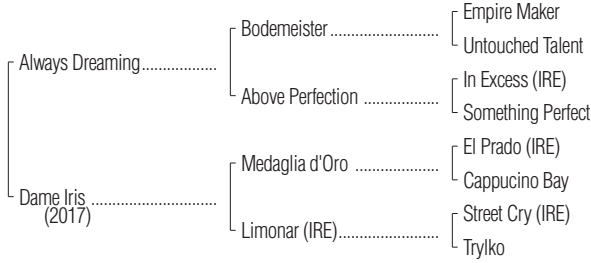 Empire Maker
Bodemeister..................
Untouched Talent
Always Dreaming............
In Excess (IRE)
Above Perfection ............
Something Perfect
El Prado (IRE)
Medaglia d'Oro ..............
Cappucino Bay
Dame Iris ....................
(2017)
Street Cry (IRE)
Limonar (IRE)................
Trylko